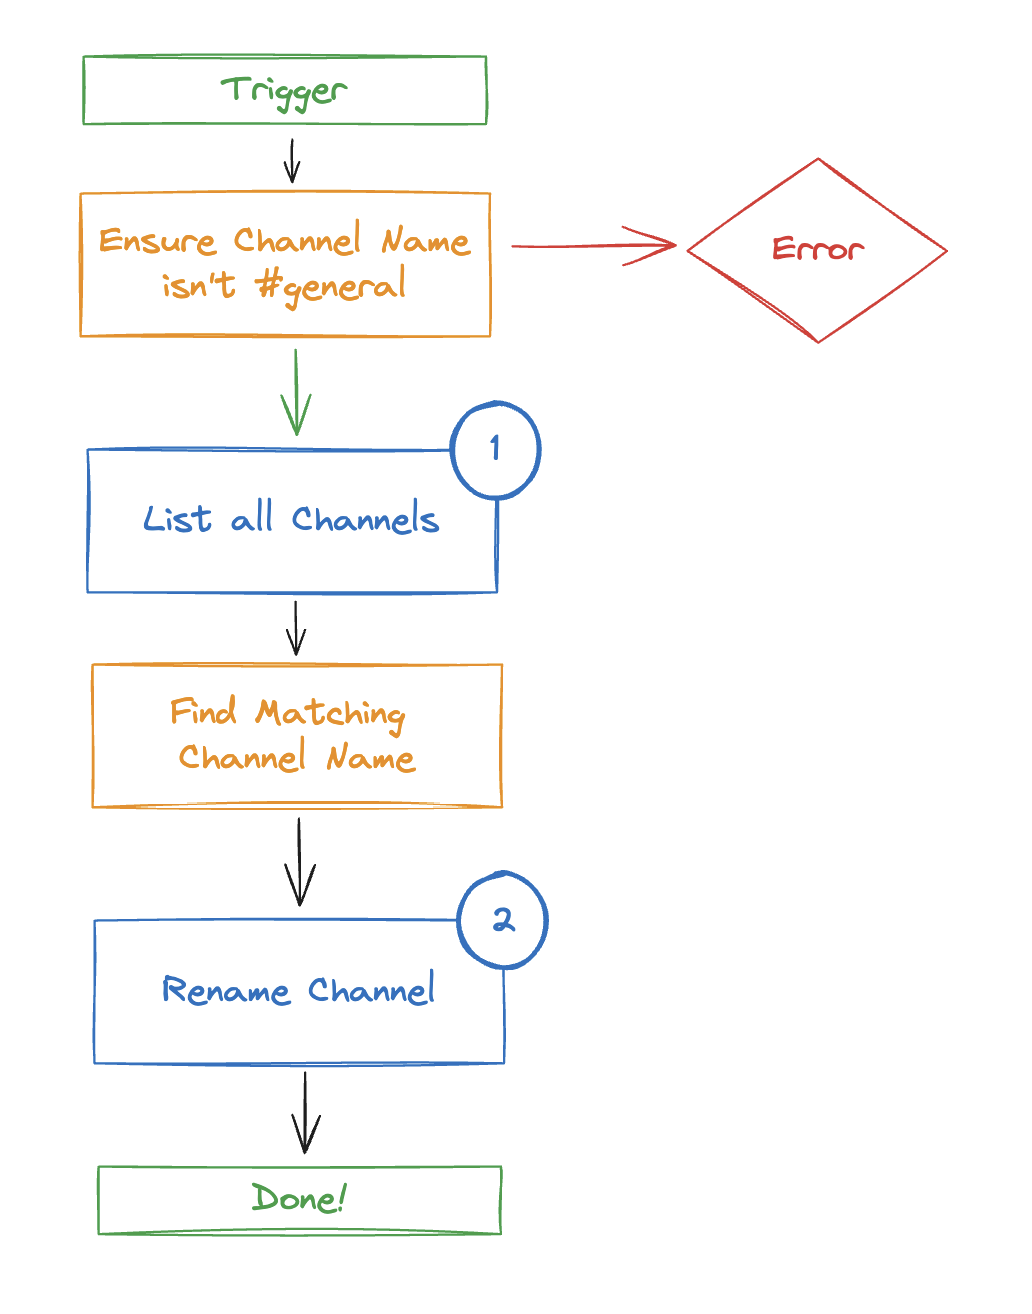 Trigger
Ensure Channel Name
isn't #general
Error
1
List all Channels
Find Matching
Channel Name
2
Rename Channel
Done!